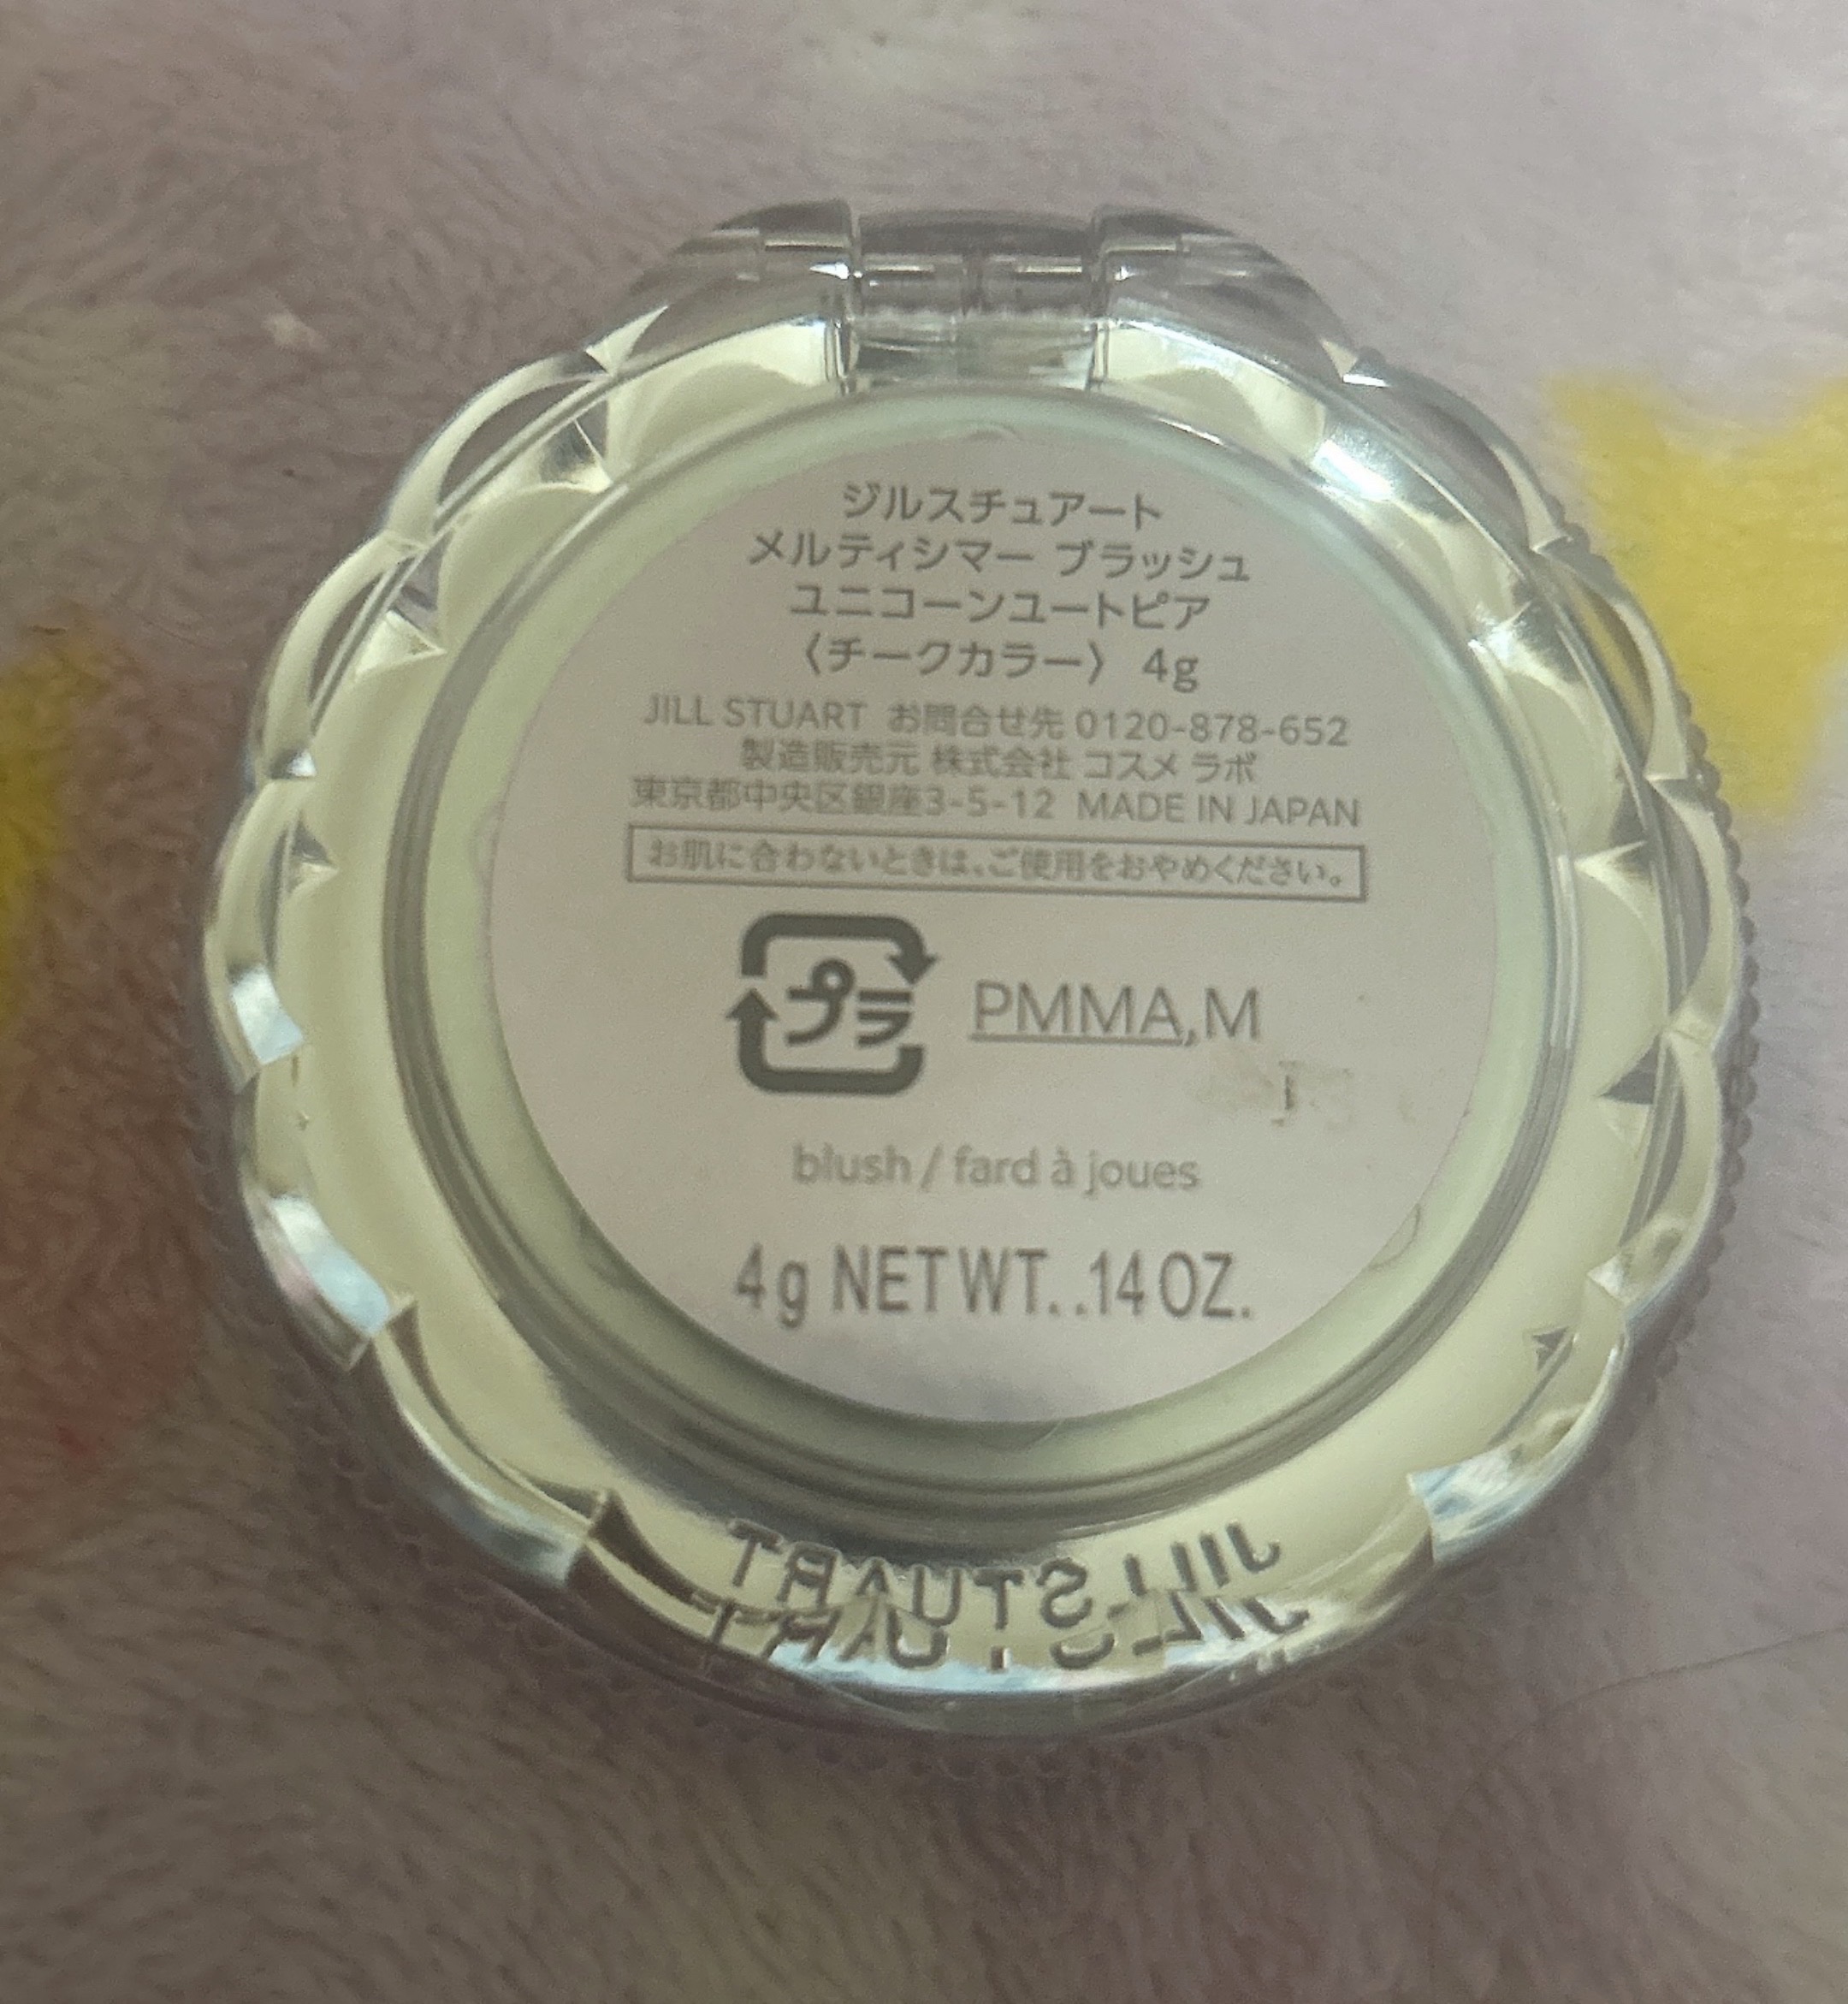 ジルスチュアート
メルティシマー ブラッシュ
ユニコーンユートピア
〈チークカラー〉 4g
JILL STUART お問合せ先 0120-878-652
製造販売元 株式会社 コスメ ラボ
東京都中央区銀座3-5-12 MADE IN JAPAN
お肌に合わないときは、ご使用をおやめください。
プラ PMMA,M
blush / fard à joues
4g NET WT. .14 OZ.
JILL STUART